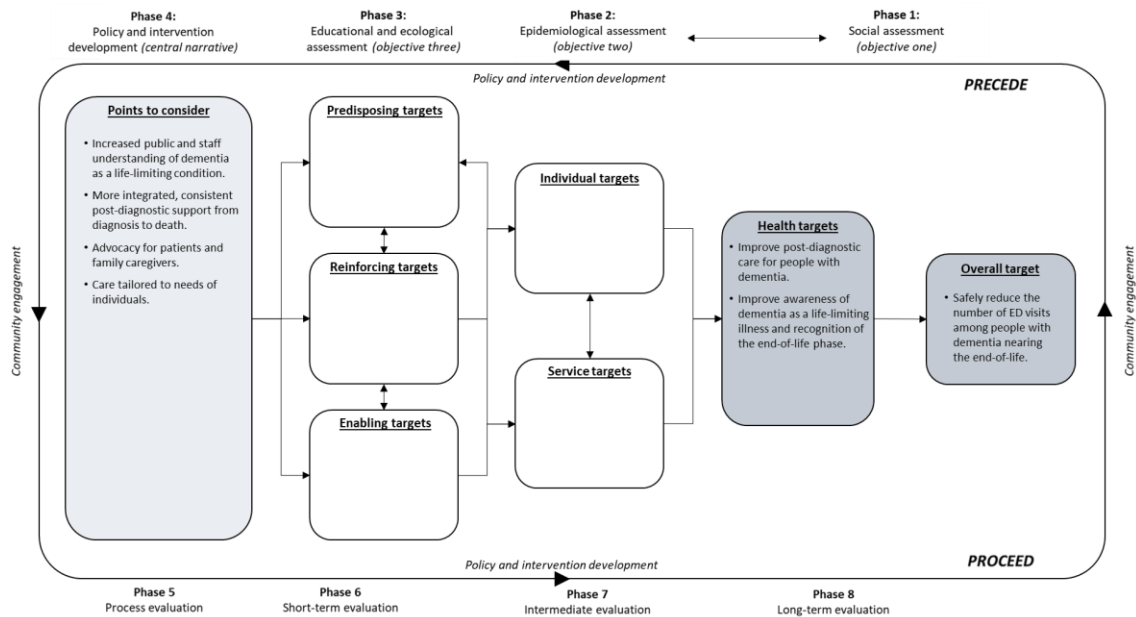 Phase 4:
Policy and intervention
development (central narrative)
Phase 3:
Educational and ecological
assessment (objective three)
Phase 2:
Epidemiological assessment
(objective two)
Phase 1:
Social assessment
(objective one)
Policy and intervention development
PRECEDE
Community engagement
Points to consider
• Increased public and staff
understanding of dementia
as a life-limiting condition.
• More integrated, consistent
post-diagnostic support from
diagnosis to death.
• Advocacy for patients and
family caregivers.
• Care tailored to needs of
individuals.
Predisposing targets
Reinforcing targets
Enabling targets
Individual targets
Service targets
Health targets
• Improve post-diagnostic
care for people with
dementia.
• Improve awareness of
dementia as a life-limiting
illness and recognition of
the end-of-life phase.
Overall target
• Safely reduce the
number of ED visits
among people with
dementia nearing
the end-of-life.
Community engagement
Policy and intervention development
PROCEED
Phase 5
Process evaluation
Phase 6
Short-term evaluation
Phase 7
Intermediate evaluation
Phase 8
Long-term evaluation